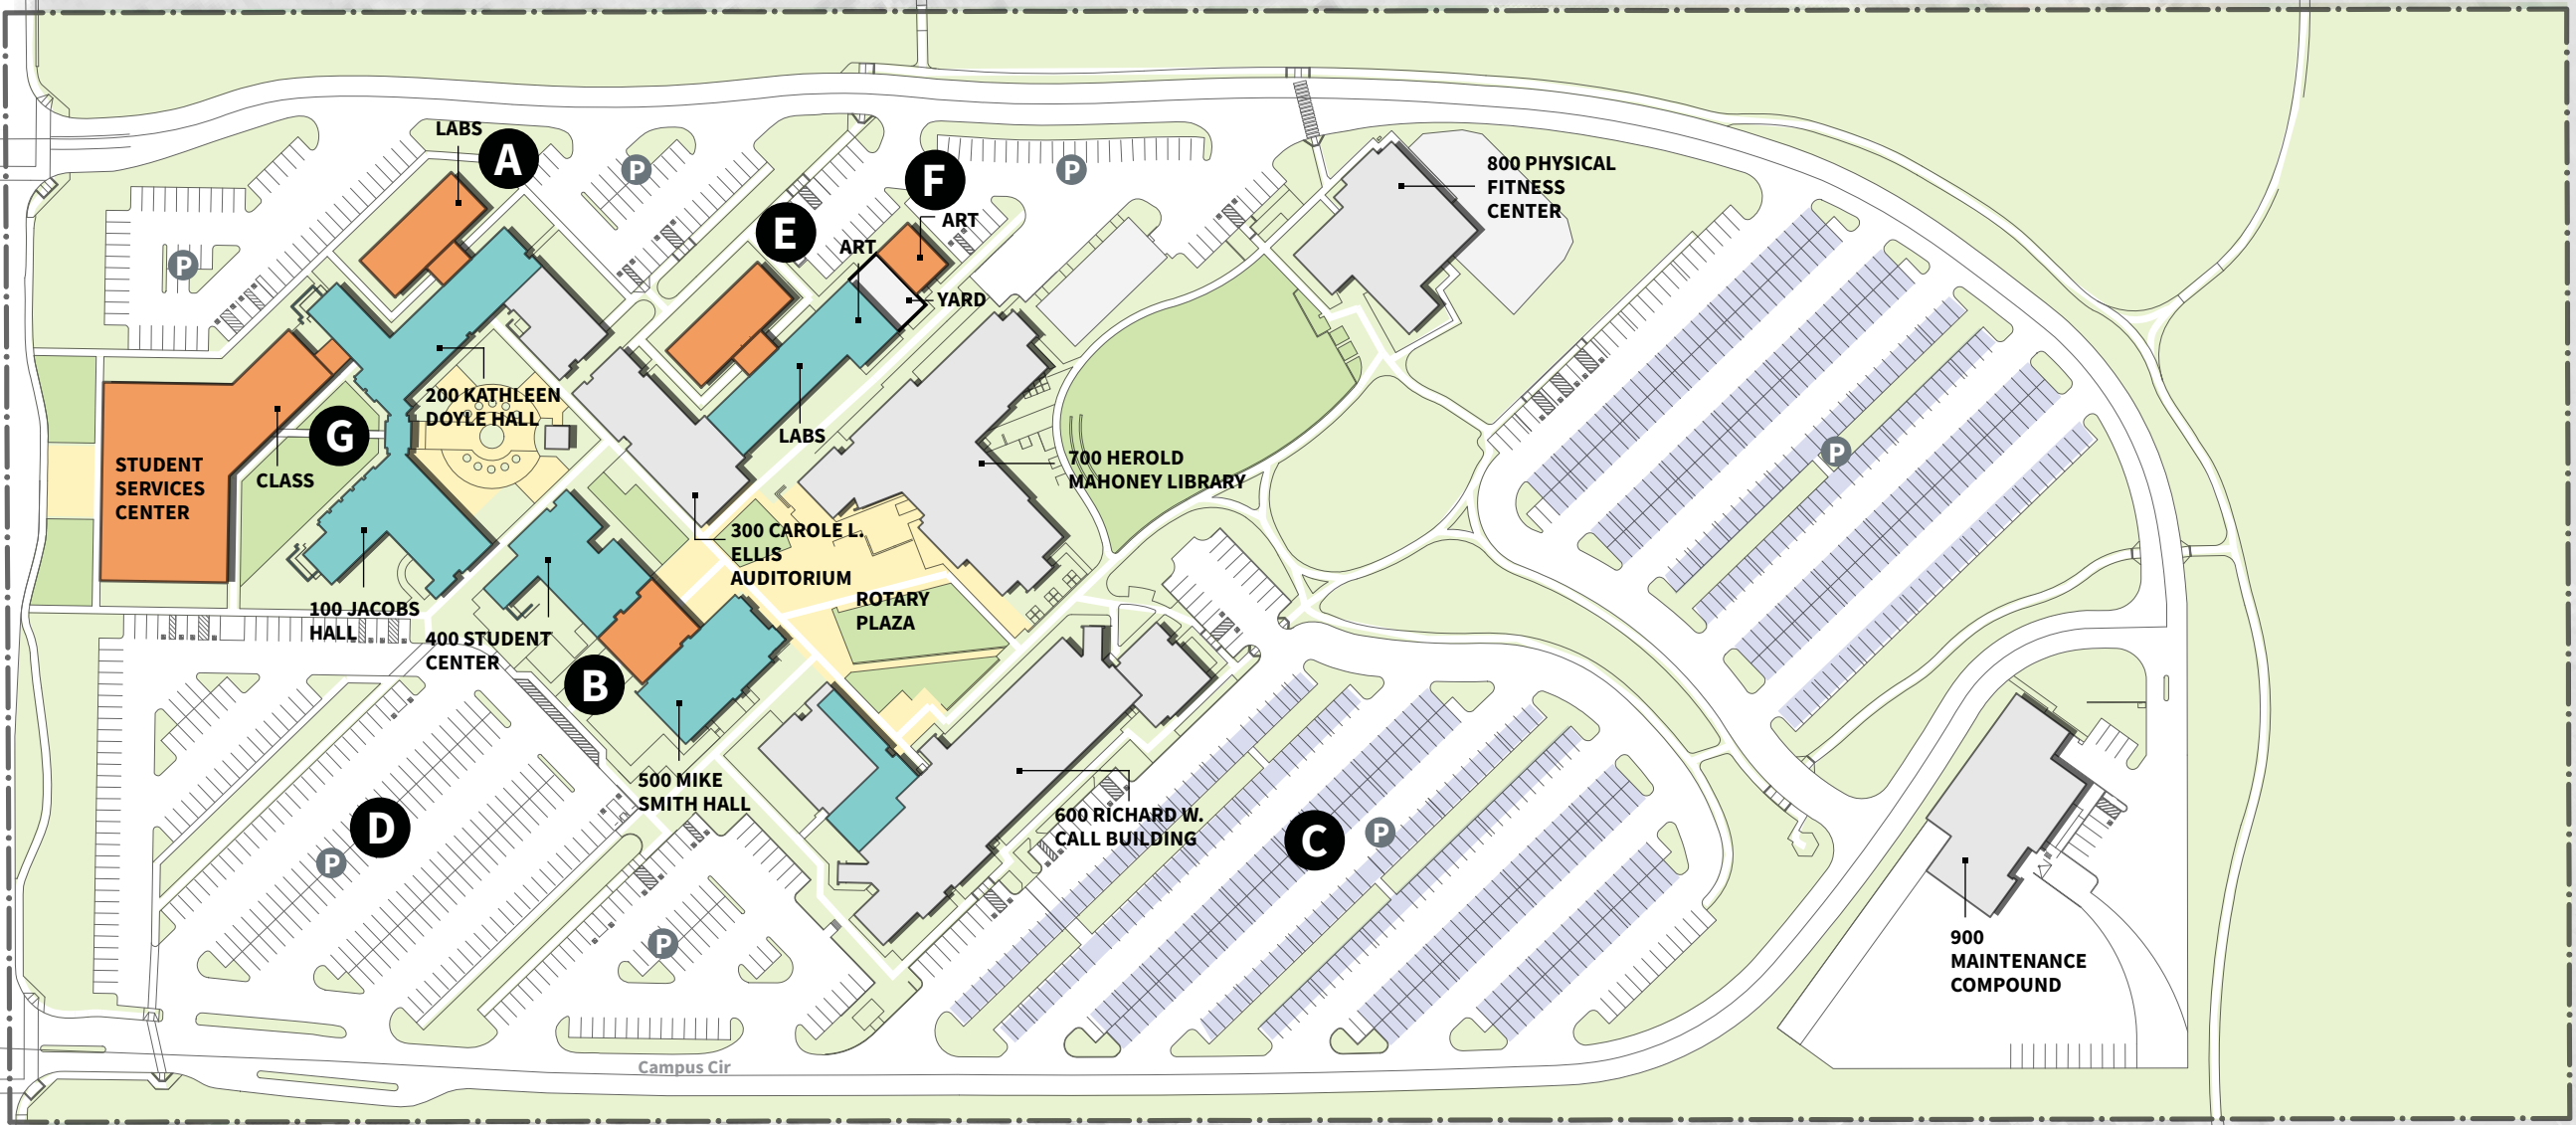 LABS
A
P
F
P
800 PHYSICAL
FITNESS
CENTER
E
ART
ART
P
YARD
200 KATHLEEN
DOYLE HALL
G
LABS
P
STUDENT
SERVICES
CENTER
CLASS
700 HEROLD
MAHONEY LIBRARY
300 CAROLE L.
ELLIS
AUDITORIUM
100 JACOBS
HALL
ROTARY
PLAZA
400 STUDENT
CENTER
B
500 MIKE
SMITH HALL
600 RICHARD W.
CALL BUILDING
D
P
C
P
P
900
MAINTENANCE
COMPOUND
Campus Cir